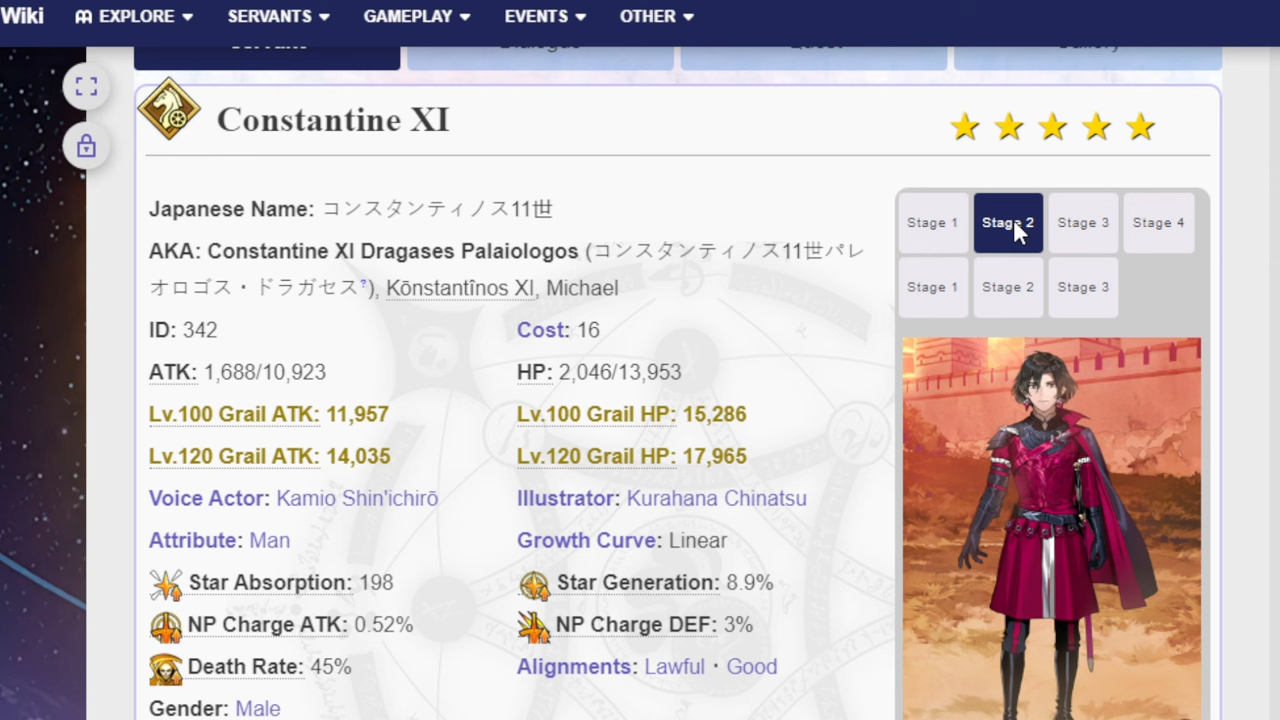 Wiki EXPLORE SERVANTS GAMEPLAY EVENTS OTHER
Constantine XI
Japanese Name: コンスタンティノス11世
AKA: Constantine XI Dragases Palaiologos (コンスタンティノス11世パレ
オロゴス・ドラガセス?), Kōnstantînos XI, Michael
ID: 342 Cost: 16
ATK: 1,688/10,923 HP: 2,046/13,953
Lv.100 Grail ATK: 11,957 Lv.100 Grail HP: 15,286
Lv.120 Grail ATK: 14,035 Lv.120 Grail HP: 17,965
Voice Actor: Kamio Shin'ichirō Illustrator: Kurahana Chinatsu
Attribute: Man Growth Curve: Linear
Star Absorption: 198 Star Generation: 8.9%
NP Charge ATK: 0.52% NP Charge DEF: 3%
Death Rate: 45% Alignments: Lawful・Good
Gender: Male
Stage 1 Stage 2 Stage 3 Stage 4
Stage 1 Stage 2 Stage 3